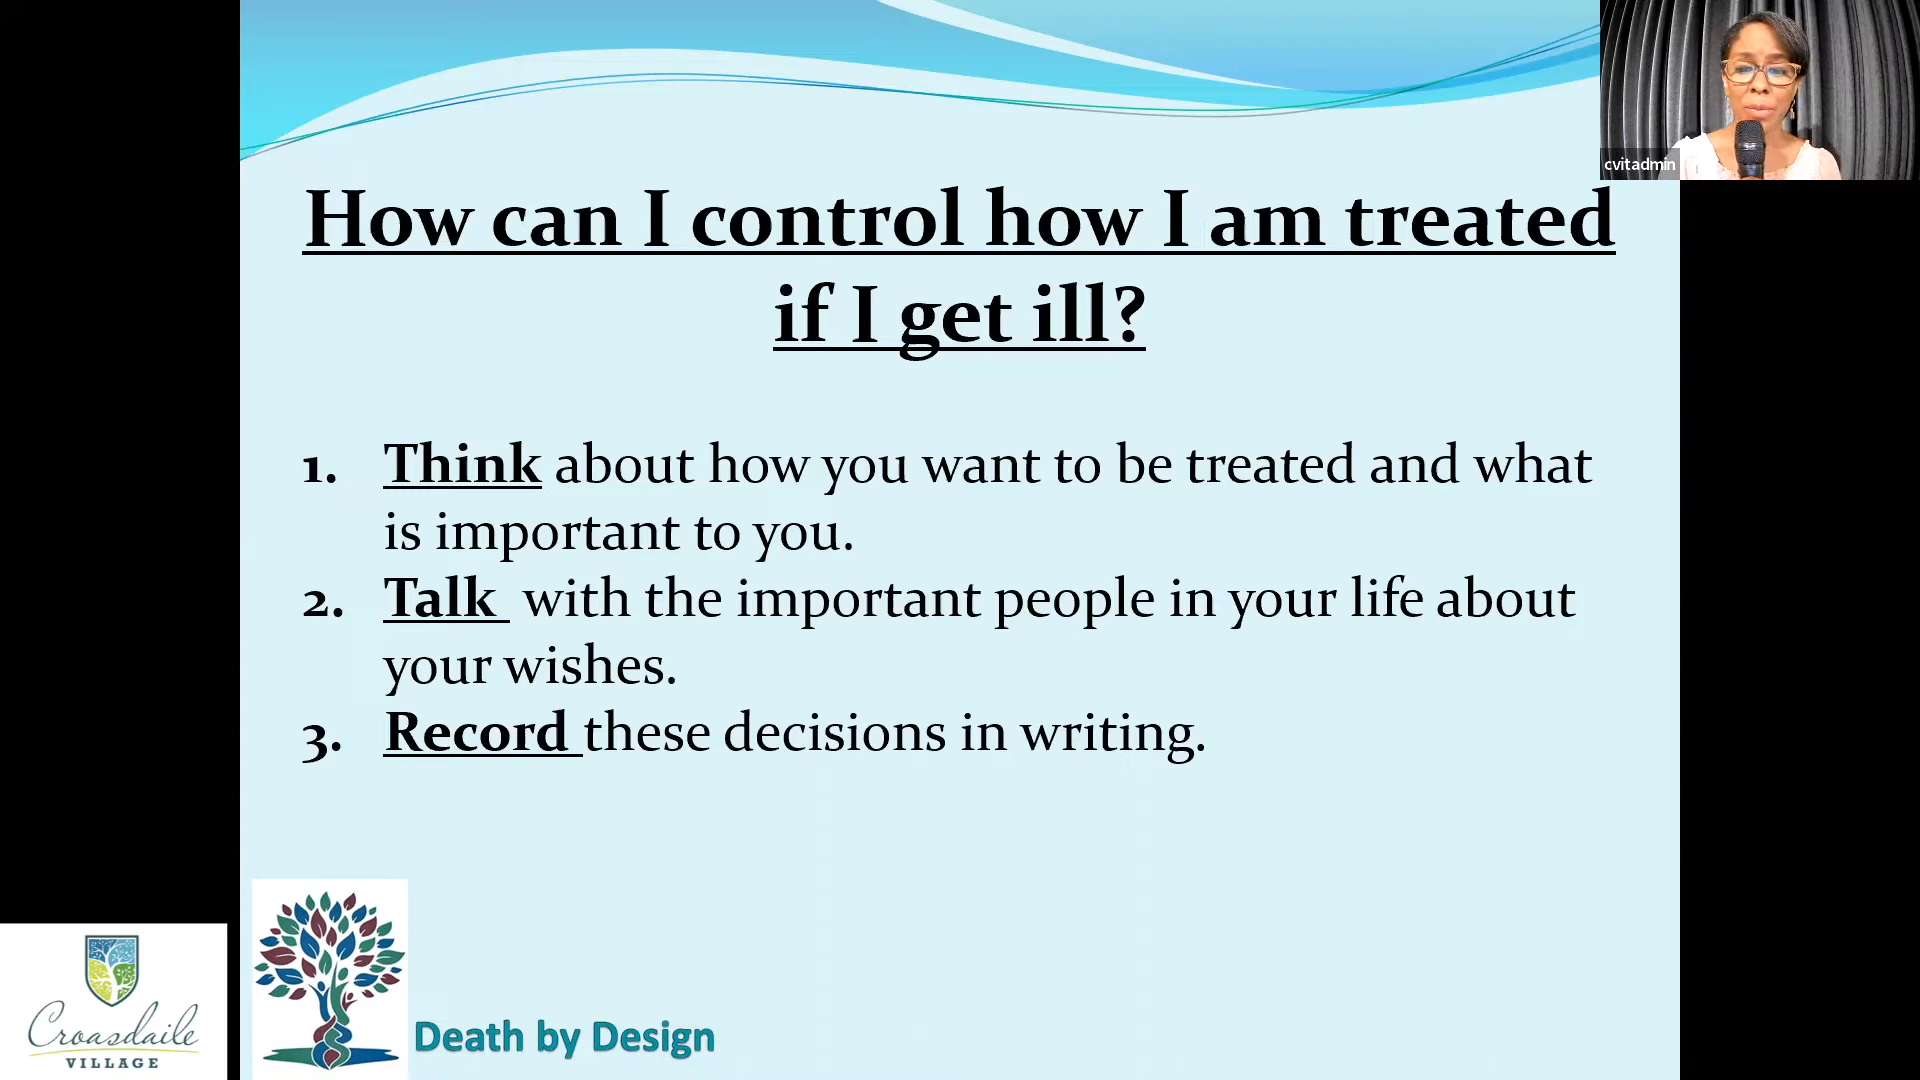 cvitadmin
How can I control how I am treated
if I get ill?
1. Think about how you want to be treated and what
is important to you.
2. Talk with the important people in your life about
your wishes.
3. Record these decisions in writing.
Croasdaile
VILLAGE
Death by Design